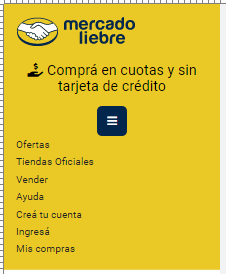 mercado
liebre
Comprá en cuotas y sin
tarjeta de crédito
Ofertas
Tiendas Oficiales
Vender
Ayuda
Creá tu cuenta
Ingresá
Mis compras